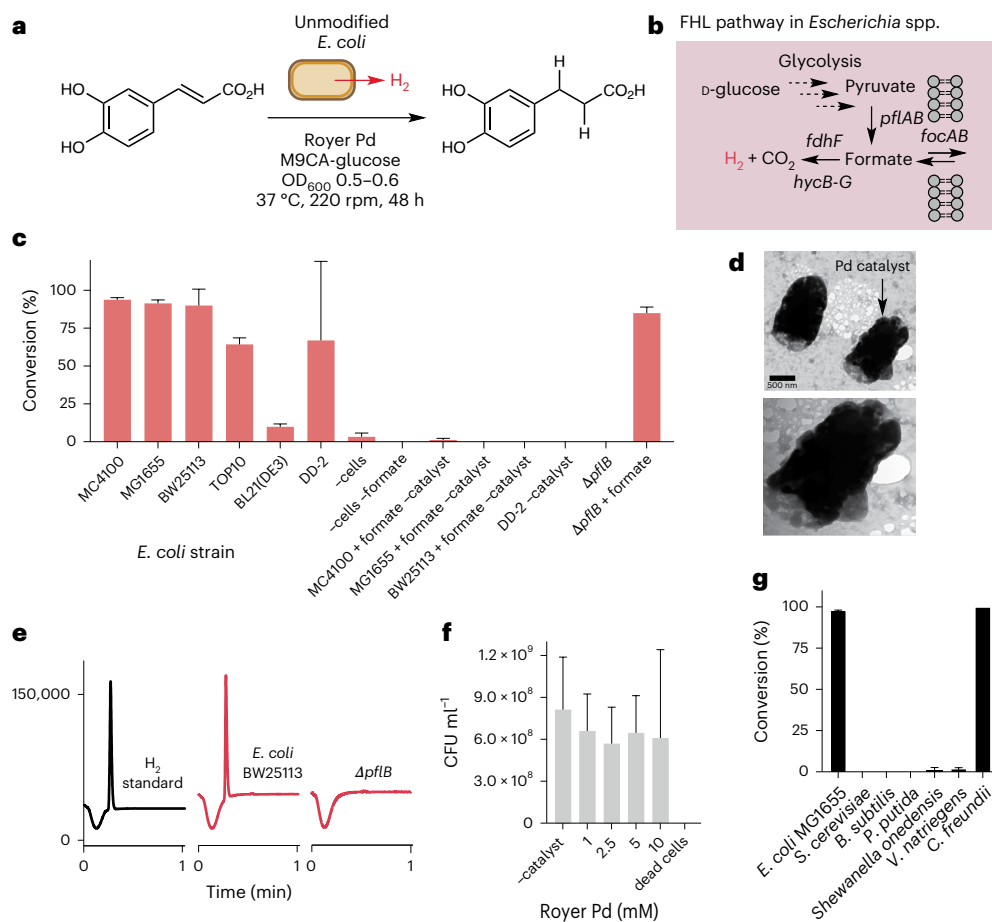 a
Unmodified
E. coli
H2
HO
HO
CO2H
Royer Pd
M9CA-glucose
OD600 0.5–0.6
37 °C, 220 rpm, 48 h
HO
HO
H
H
CO2H
b
FHL pathway in Escherichia spp.
Glycolysis
D-glucose
Pyruvate
pflAB
focAB
fdhF
H2 + CO2
Formate
hycB-G
c
Conversion (%)
100
75
50
25
0
MC4100
MG1655
BW25113
TOP10
BL21(DE3)
DD-2
–cells
–cells –formate
MC4100 + formate –catalyst
MG1655 + formate –catalyst
BW25113 + formate –catalyst
DD-2 –catalyst
ΔpflB
ΔpflB + formate
E. coli strain
d
Pd catalyst
500 nm
e
150,000
0
H2
standard
E. coli
BW25113
ΔpflB
0 1 0 1 0 1
Time (min)
f
CFU ml–1
1.2 × 10⁹
9.0 × 10⁸
6.0 × 10⁸
3.0 × 10⁸
–catalyst
1
2.5
5
10
dead cells
Royer Pd (mM)
g
Conversion (%)
100
75
50
25
0
E. coli MG1655
S. cerevisiae
B. subtilis
P. putida
Shewanella onedensis
V. natriegens
C. freundii